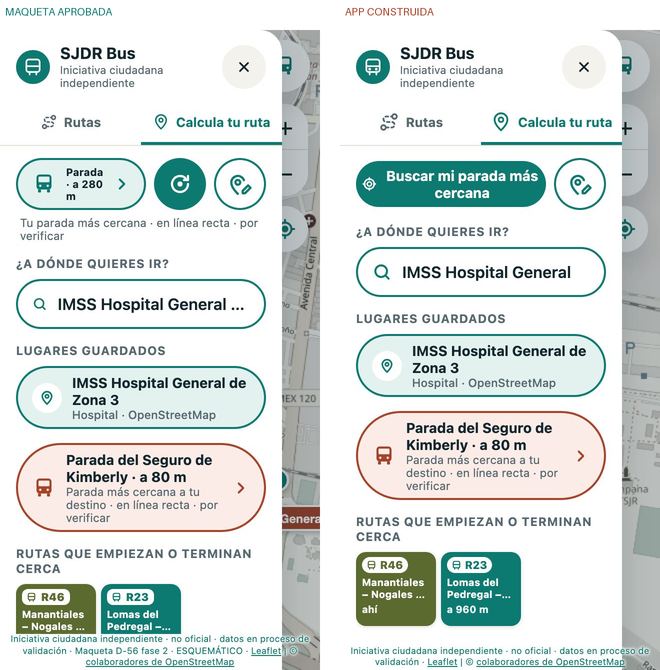 MAQUETA APROBADA
SJDR Bus
Iniciativa ciudadana
independiente
Rutas
Calcula tu ruta
Parada
· a 280
m
Tu parada más cercana · en línea recta · por
verificar
¿A DÓNDE QUIERES IR?
IMSS Hospital General ...
LUGARES GUARDADOS
IMSS Hospital General de
Zona 3
Hospital · OpenStreetMap
Parada del Seguro de
Kimberly · a 80 m
Parada más cercana a tu
destino · en línea recta · por
verificar
RUTAS QUE EMPIEZAN O TERMINAN
CERCA
R46
Manantiales
– Nogales ...
R23
Lomas del
Pedregal –...
Iniciativa ciudadana independiente · no oficial · datos en proceso de
validación · Maqueta D-56 fase 2 · ESQUEMÁTICO · Leaflet | ©
colaboradores de OpenStreetMap
Avenida Central
MEX 120
Genera
APP CONSTRUIDA
SJDR Bus
Iniciativa ciudadana
independiente
Rutas
Calcula tu ruta
Buscar mi parada más
cercana
¿A DÓNDE QUIERES IR?
IMSS Hospital General
LUGARES GUARDADOS
IMSS Hospital General de
Zona 3
Hospital · OpenStreetMap
Parada del Seguro de
Kimberly · a 80 m
Parada más cercana a tu
destino · en línea recta · por
verificar
RUTAS QUE EMPIEZAN O TERMINAN
CERCA
R46
Manantiales
– Nogales ...
ahí
R23
Lomas del
Pedregal –...
a 960 m
Iniciativa ciudadana independiente · no oficial · datos en proceso de
validación · Leaflet | © colaboradores de OpenStreetMap
P
TSJR